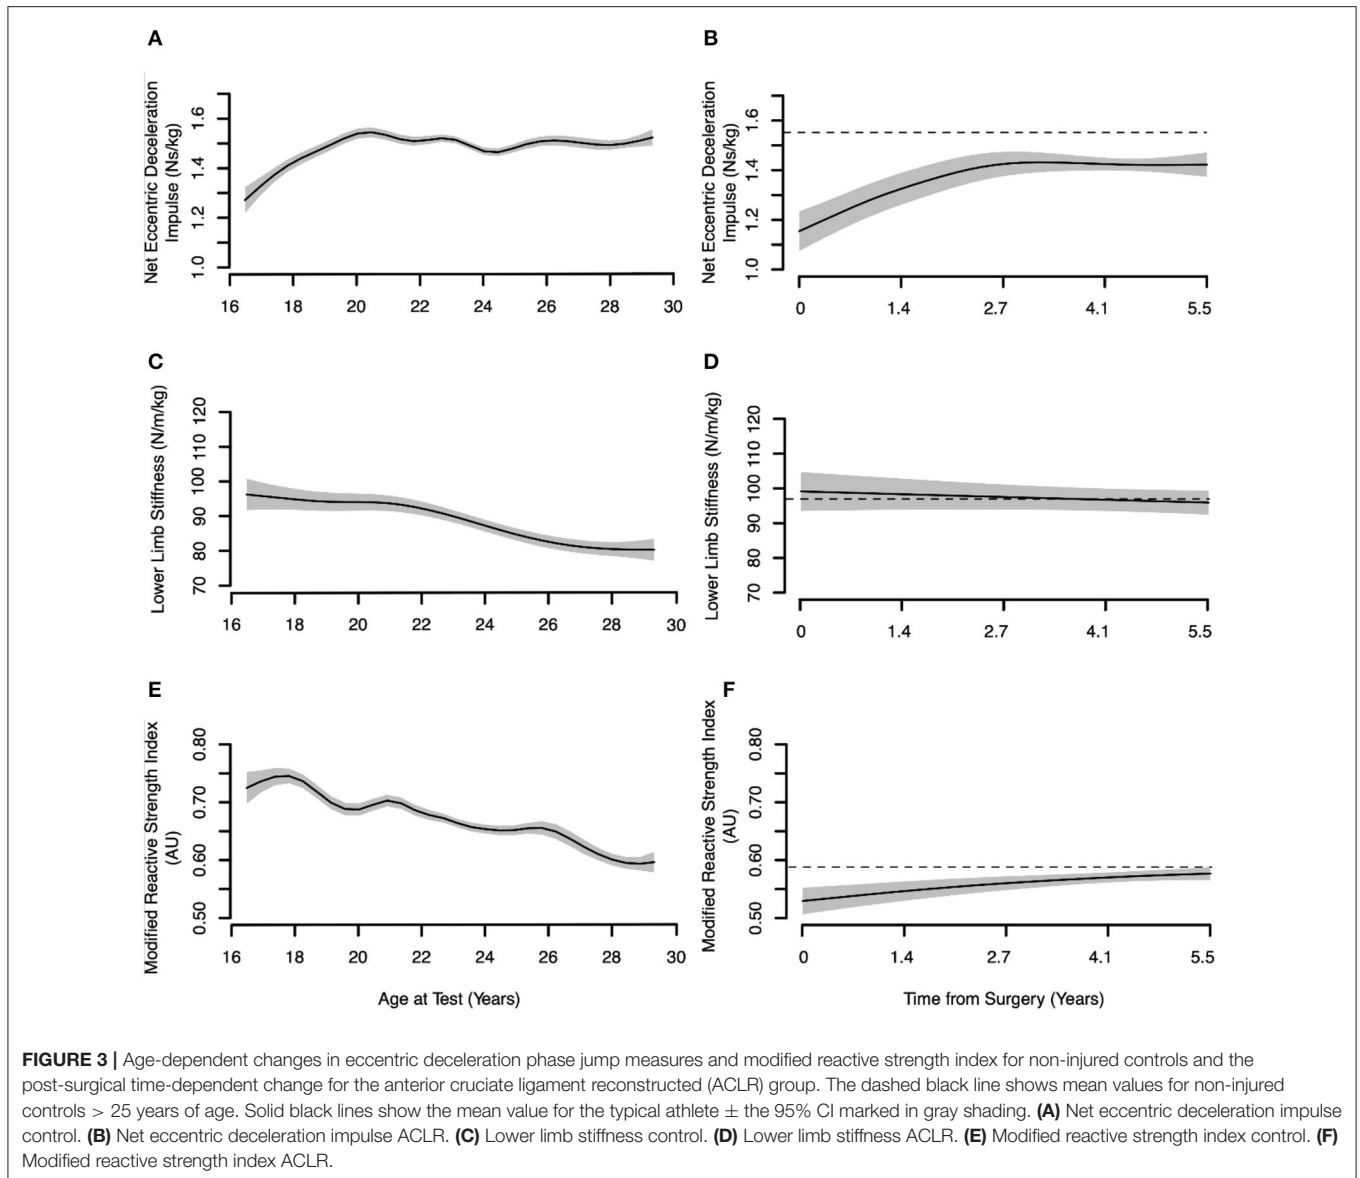 A
B
Net Eccentric Deceleration
Impulse (Ns/kg)
1.0 1.2 1.4 1.6
16 18 20 22 24 26 28 30
Net Eccentric Deceleration
Impulse (Ns/kg)
1.0 1.2 1.4 1.6
0 1.4 2.7 4.1 5.5
C
D
Lower Limb Stiffness (N/m/kg)
70 80 90 100 110 120
16 18 20 22 24 26 28 30
Lower Limb Stiffness (N/m/kg)
70 80 90 100 110 120
0 1.4 2.7 4.1 5.5
E
F
Modified Reactive Strength Index
(AU)
0.50 0.60 0.70 0.80
16 18 20 22 24 26 28 30
Age at Test (Years)
Modified Reactive Strength Index
(AU)
0.50 0.60 0.70 0.80
0 1.4 2.7 4.1 5.5
Time from Surgery (Years)
FIGURE 3 | Age-dependent changes in eccentric deceleration phase jump measures and modified reactive strength index for non-injured controls and the
post-surgical time-dependent change for the anterior cruciate ligament reconstructed (ACLR) group. The dashed black line shows mean values for non-injured
controls > 25 years of age. Solid black lines show the mean value for the typical athlete ± the 95% CI marked in gray shading. (A) Net eccentric deceleration impulse
control. (B) Net eccentric deceleration impulse ACLR. (C) Lower limb stiffness control. (D) Lower limb stiffness ACLR. (E) Modified reactive strength index control. (F)
Modified reactive strength index ACLR.